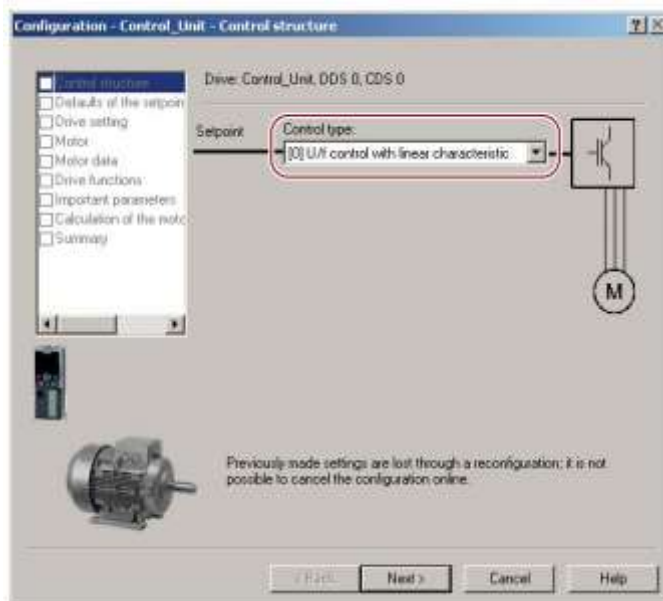 Configuration - Control_Unit - Control structure
Control structure
Defaults of the setpoin
Drive setting
Motor
Motor data
Drive functions
Important parameters
Calculation of the moto
Summary
Drive: Control_Unit, DDS 0, CDS 0
Setpoint
Control type:
[0] U/f control with linear characteristic
M
Previously made settings are lost through a reconfiguration; it is not
possible to cancel the configuration online.
< Back
Next >
Cancel
Help